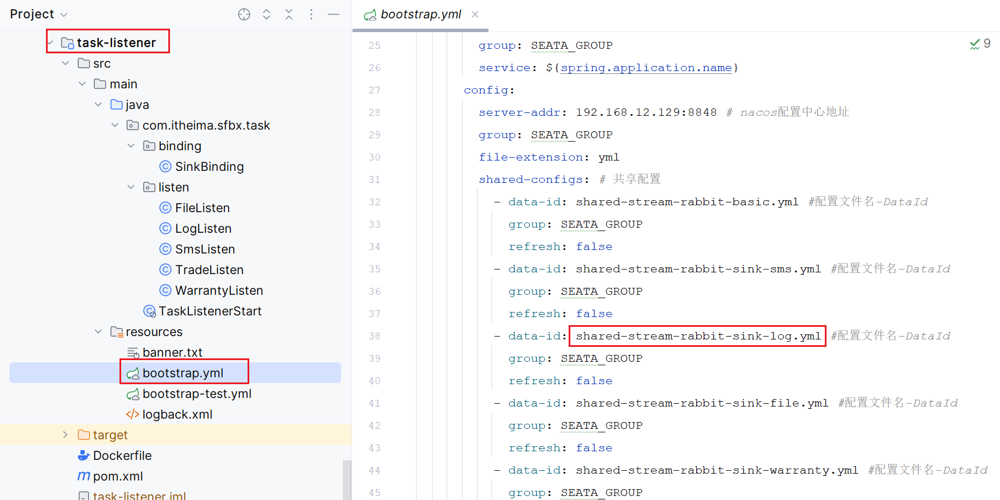 Project
task-listener
src
main
java
com.itheima.sfbx.task
binding
SinkBinding
listen
FileListen
LogListen
SmsListen
TradeListen
WarrantyListen
TaskListenerStart
resources
banner.txt
bootstrap.yml
bootstrap-test.yml
logback.xml
target
Dockerfile
pom.xml
task-listener.iml
bootstrap.yml
9
25 group: SEATA_GROUP
26 service: ${spring.application.name}
27 config:
28 server-addr: 192.168.12.129:8848 # nacos配置中心地址
29 group: SEATA_GROUP
30 file-extension: yml
31 shared-configs: # 共享配置
32 - data-id: shared-stream-rabbit-basic.yml #配置文件名-DataId
33 group: SEATA_GROUP
34 refresh: false
35 - data-id: shared-stream-rabbit-sink-sms.yml #配置文件名-DataId
36 group: SEATA_GROUP
37 refresh: false
38 - data-id: shared-stream-rabbit-sink-log.yml #配置文件名-DataId
39 group: SEATA_GROUP
40 refresh: false
41 - data-id: shared-stream-rabbit-sink-file.yml #配置文件名-DataId
42 group: SEATA_GROUP
43 refresh: false
44 - data-id: shared-stream-rabbit-sink-warranty.yml #配置文件名-DataId
45 group: SEATA_GROUP